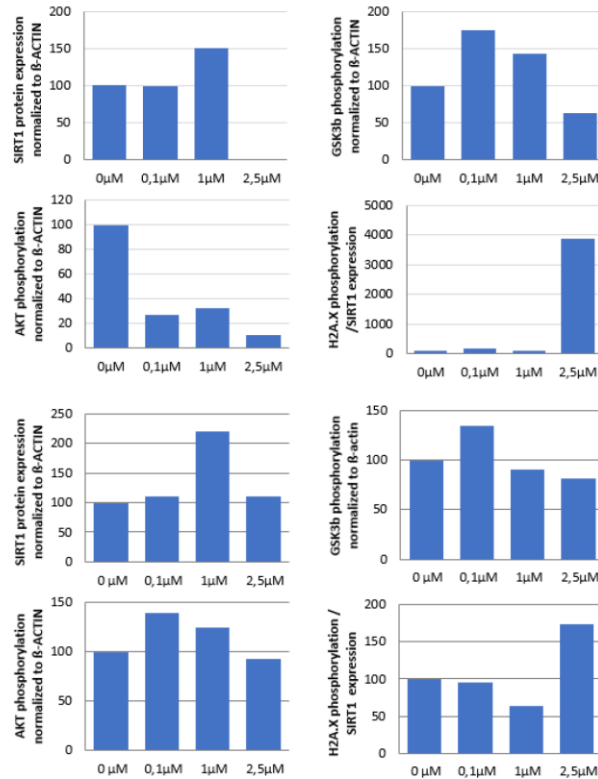 SIRT1 protein expression
normalized to ß-ACTIN
200
150
100
50
0
0µM 0,1µM 1µM 2,5µM
GSK3b phosphorylation
normalized to ß-ACTIN
200
150
100
50
0
0µM 0,1µM 1µM 2,5µM
AKT phosphorylation
normalized to ß-ACTIN
120
100
80
60
40
20
0
0µM 0,1µM 1µM 2,5µM
H2A.X phosphorylation
/SIRT1 expression
5000
4000
3000
2000
1000
0
0µM 0,1µM 1µM 2,5µM
SIRT1 protein expression
normalized to ß-ACTIN
250
200
150
100
50
0
0 µM 0,1µM 1µM 2,5µM
GSK3b phosphorylation
normalized to ß-actin
150
100
50
0
0 µM 0,1µM 1µM 2,5µM
AKT phosphorylation
normalized to ß-ACTIN
150
100
50
0
0 µM 0,1µM 1µM 2,5µM
H2A.X phosphorylation /
SIRT1 expression
200
150
100
50
0
0 µM 0,1µM 1µM 2,5µM